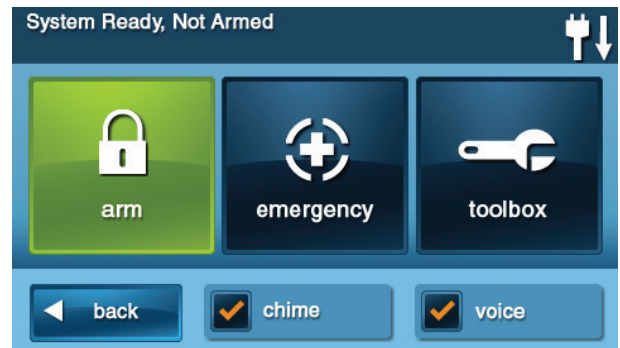 System Ready, Not Armed
arm
emergency
toolbox
back
chime
voice